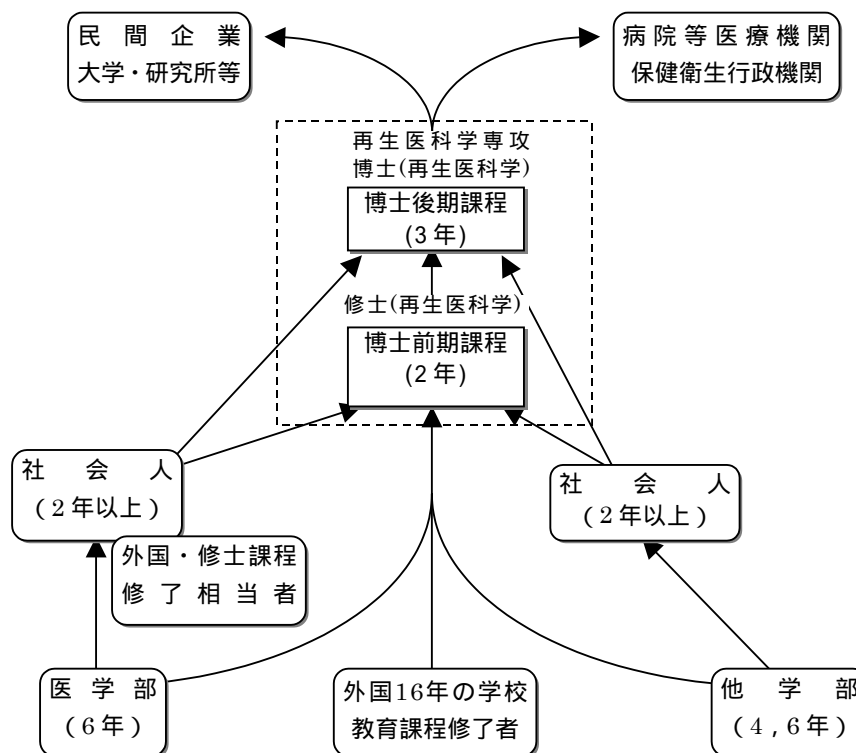 民間企業
大学・研究所等
病院等医療機関
保健衛生行政機関
再生医科学専攻
博士(再生医科学)
博士後期課程
(3年)
修士(再生医科学)
博士前期課程
(2年)
社会人
(2年以上)
社会人
(2年以上)
外国・修士課程
修了相当者
医学部
(6年)
外国16年の学校
教育課程修了者
他学部
(4,6年)